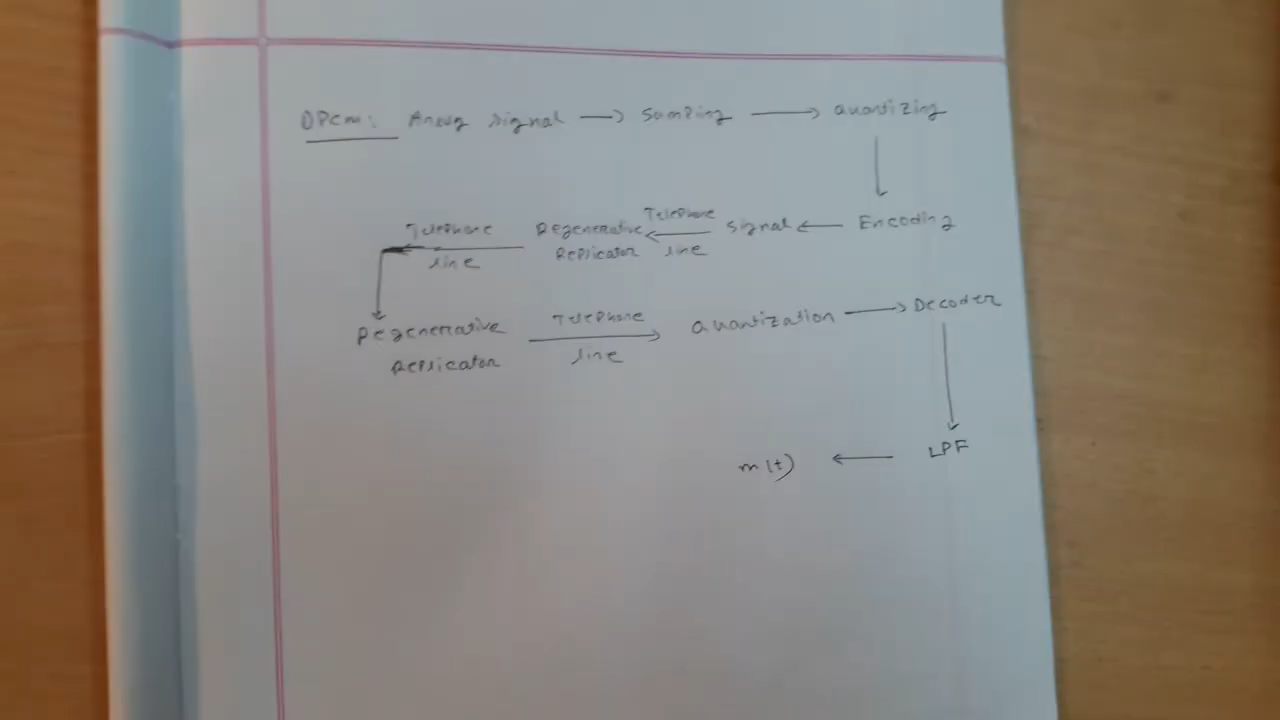 DPCM: Analog signal → Sampling → Quantizing
Telephone line Regenerative Replicator Telephone line signal ← Encoding
Regenerative Replicator Telephone line → Quantization → Decoder
m(t) ← LPF